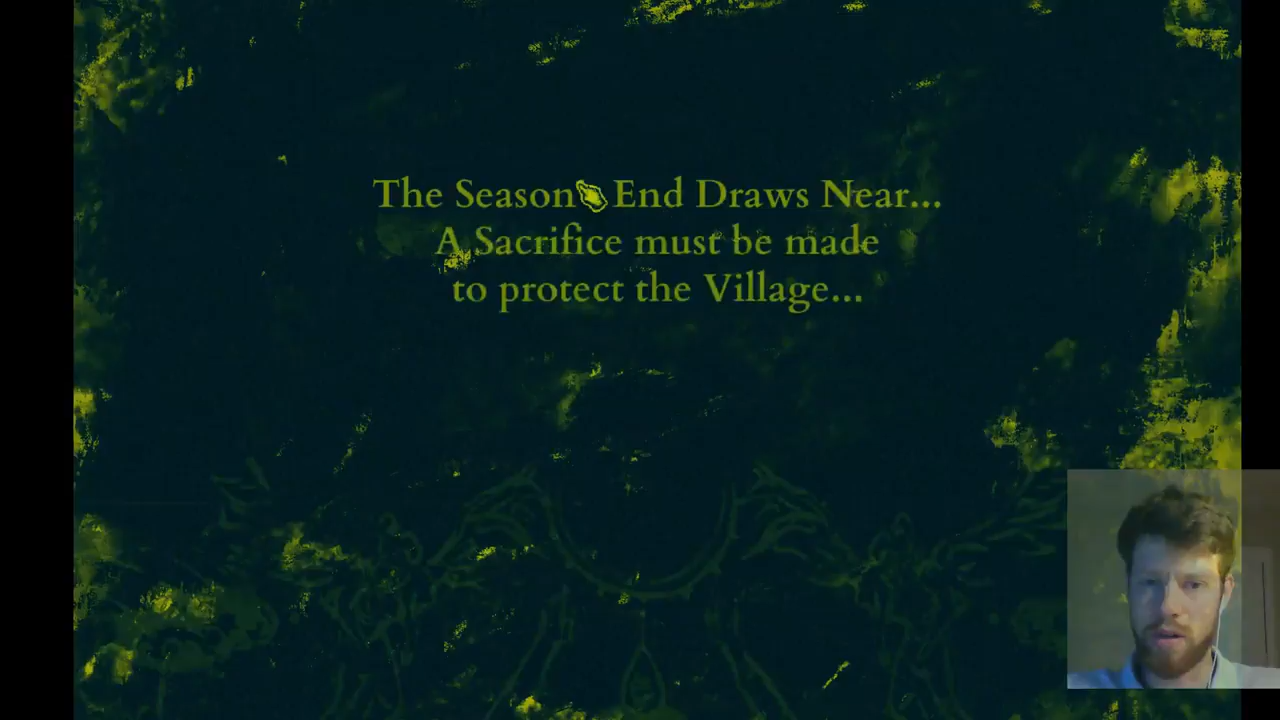 The Season End Draws Near...
A Sacrifice must be made
to protect the Village...